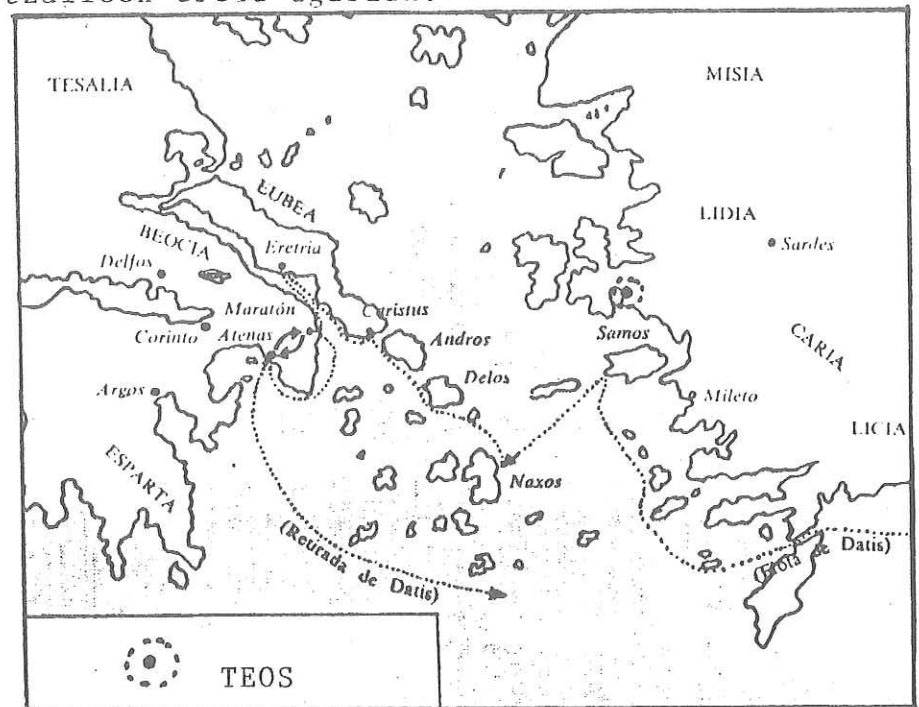 TESALIA
MISIA
EUBEA
LIDIA
BEOCIA
Eretria
Sardes
Delfos
Maratón
Caristus
Corinto
Atenas
Andros
Samos
CARIA
Delos
Argos
Mileto
LICIA
ESPARTA
Naxos
(Retirada de Datis)
(Flota de Datis)
TEOS